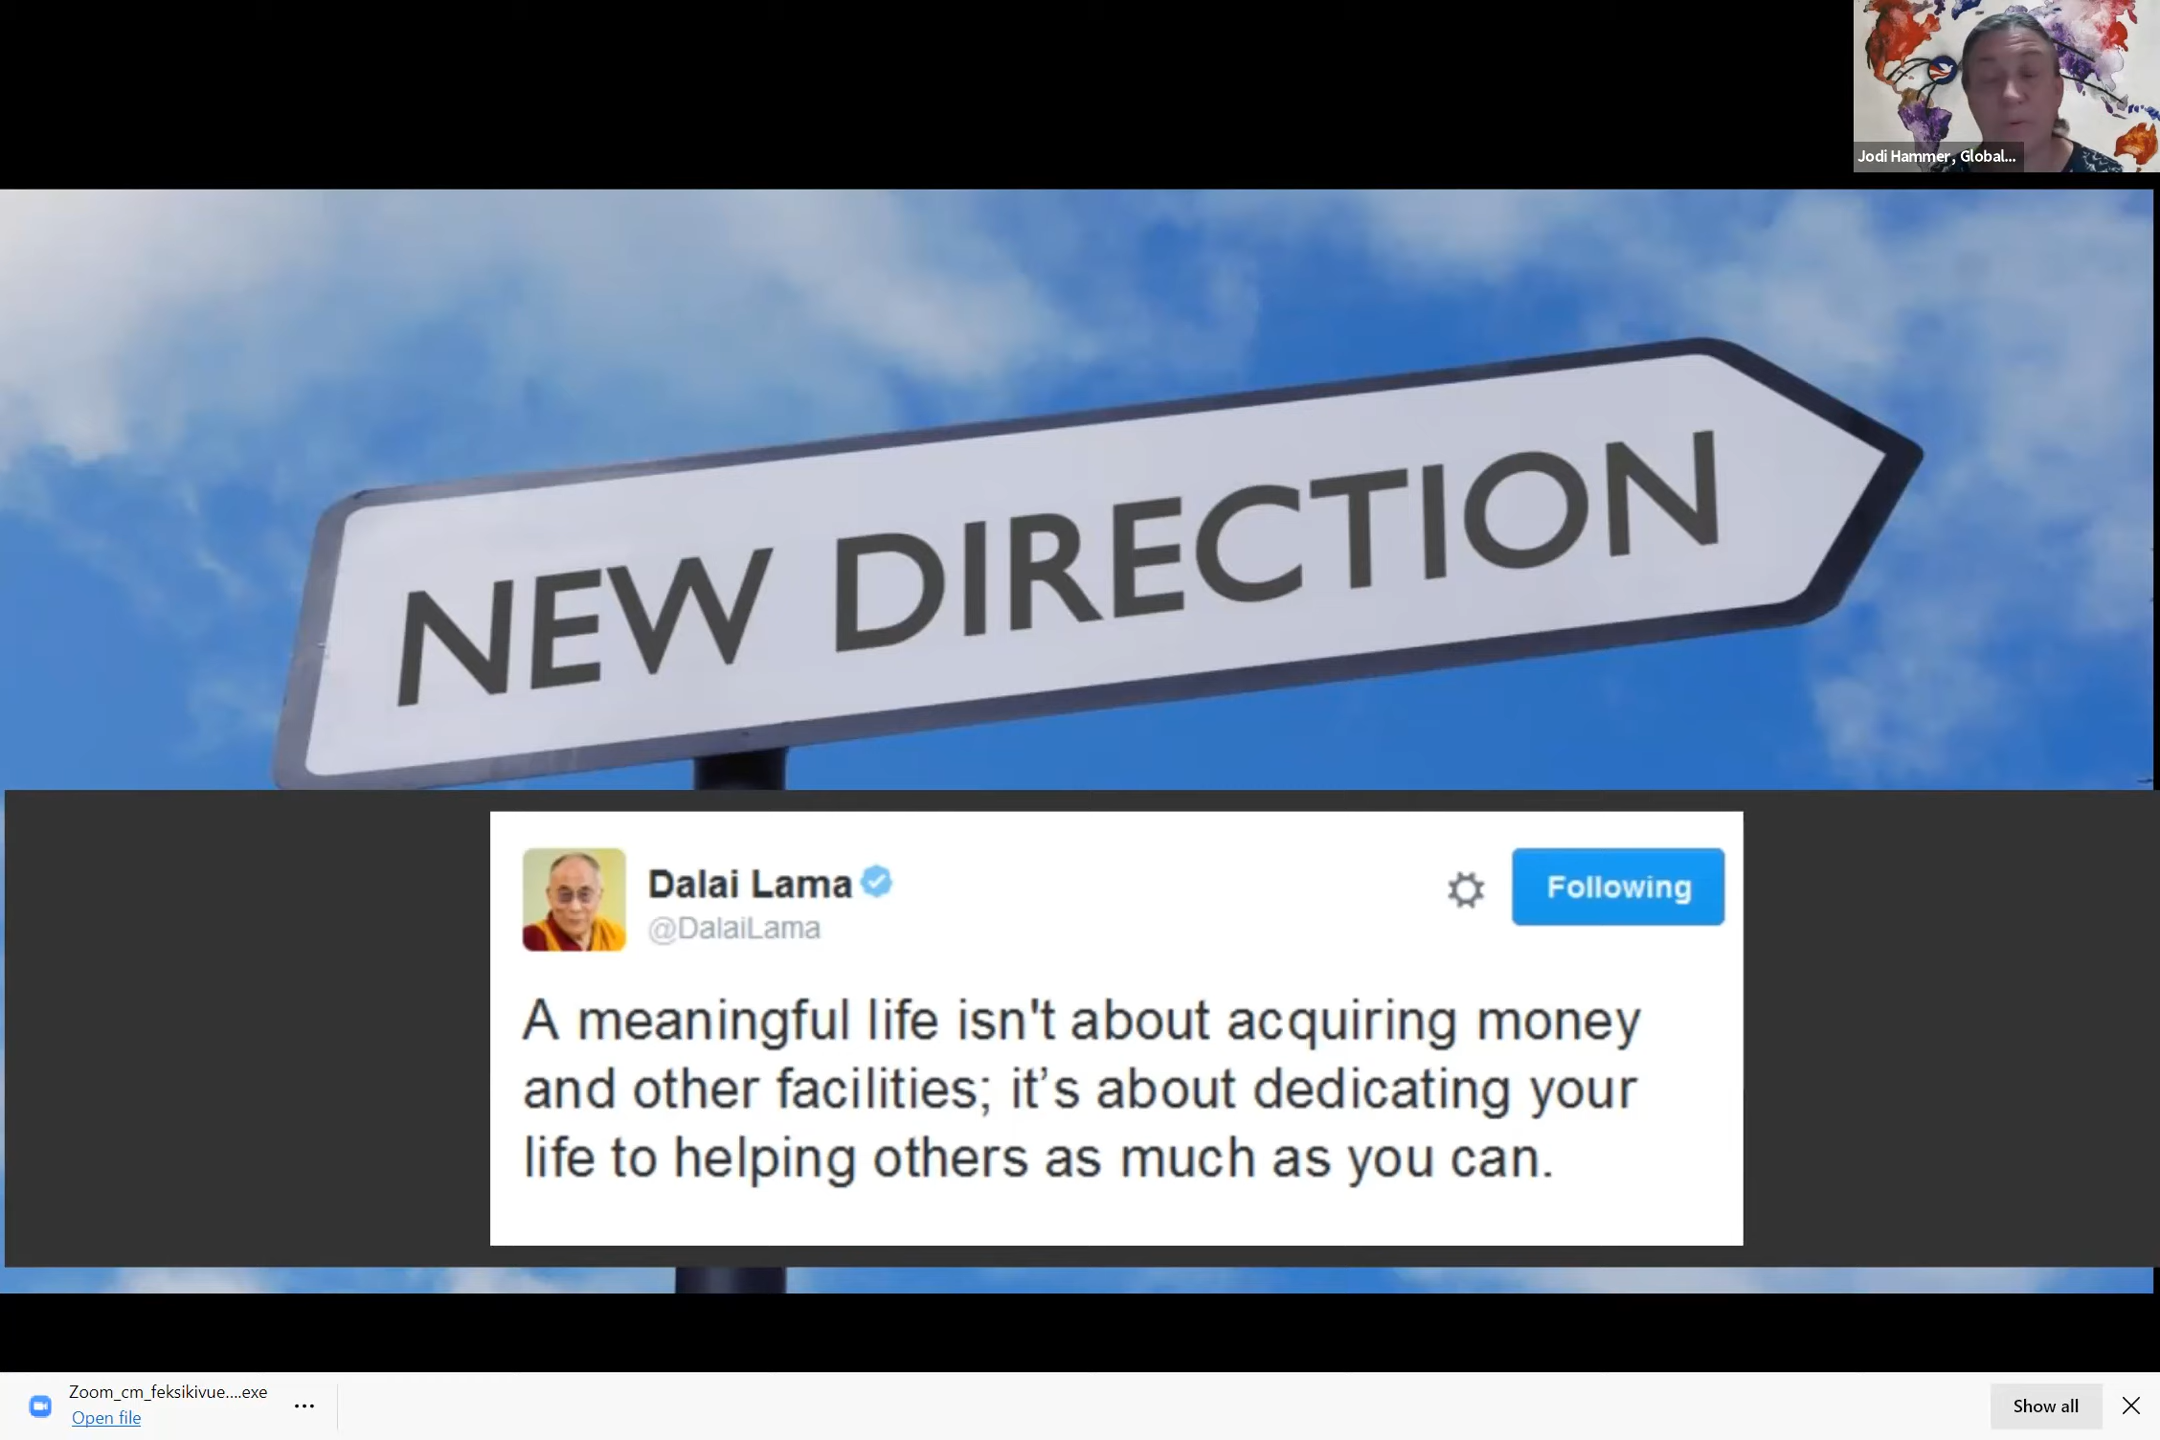 Jodi Hammer, Global...
NEW DIRECTION
Dalai Lama
@DalaiLama
Following
A meaningful life isn't about acquiring money
and other facilities; it’s about dedicating your
life to helping others as much as you can.
Zoom_cm_feksikivue....exe
Open file
Show all